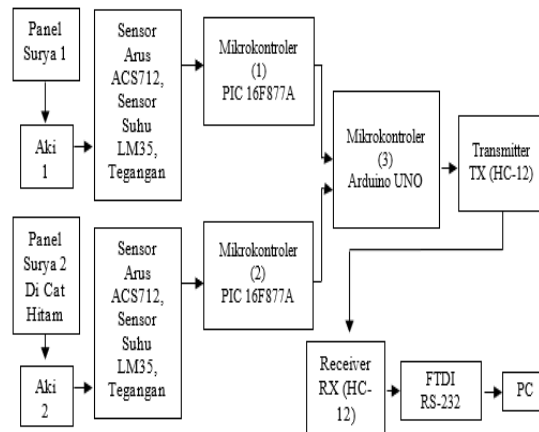 Panel
Surya 1
Aki
1
Sensor
Arus
ACS712,
Sensor
Suhu
LM35,
Tegangan
Mikrokontroler
(1)
PIC 16F877A
Mikrokontroler
(3)
Arduino UNO
Transmitter
TX (HC-12)
Panel
Surya 2
Di Cat
Hitam
Aki
2
Sensor
Arus
ACS712,
Sensor
Suhu
LM35,
Tegangan
Mikrokontroler
(2)
PIC 16F877A
Receiver
RX (HC-
12)
FTDI
RS-232
PC